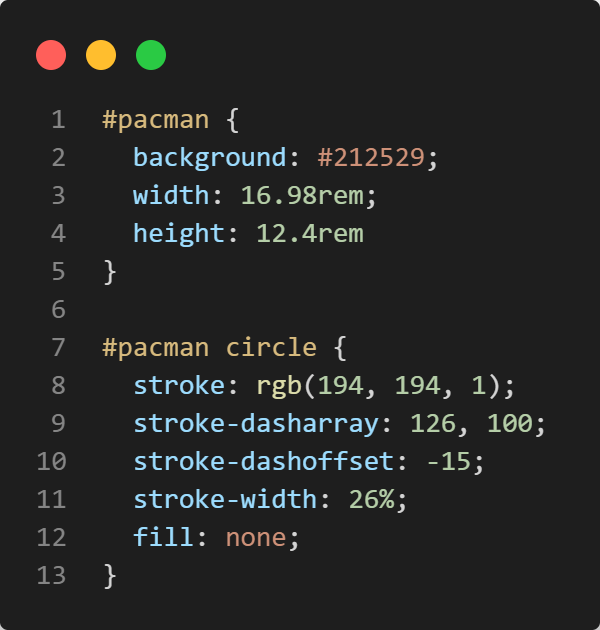 1 #pacman {
2   background: #212529;
3   width: 16.98rem;
4   height: 12.4rem
5 }
6
7 #pacman circle {
8   stroke: rgb(194, 194, 1);
9   stroke-dasharray: 126, 100;
10   stroke-dashoffset: -15;
11   stroke-width: 26%;
12   fill: none;
13 }